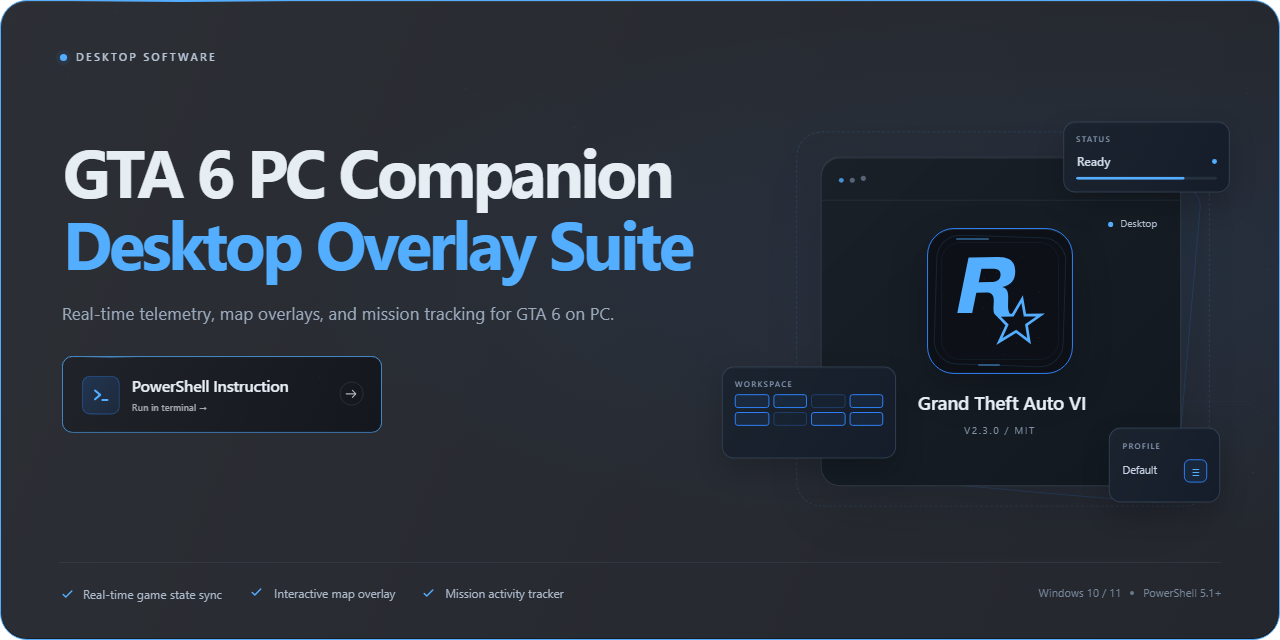 DESKTOP SOFTWARE
GTA 6 PC Companion
Desktop Overlay Suite
Real-time telemetry, map overlays, and mission tracking for GTA 6 on PC.
PowerShell Instruction
Run in terminal →
STATUS
Ready
Desktop
R
WORKSPACE
Grand Theft Auto VI
V2.3.0 / MIT
PROFILE
Default
Real-time game state sync
Interactive map overlay
Mission activity tracker
Windows 10 / 11 • PowerShell 5.1+